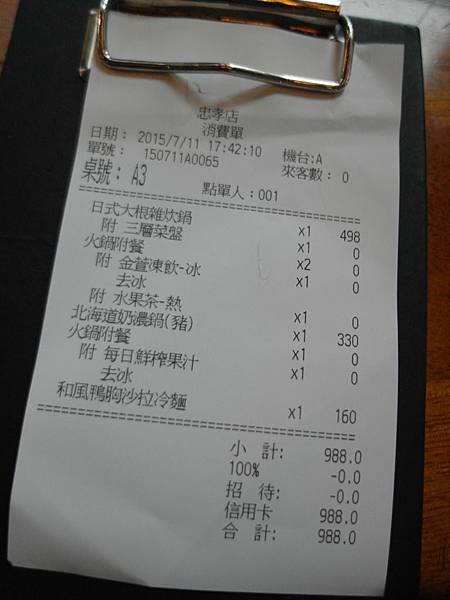 忠孝店
消費單
日期： 2015/7/11 17:42:10 機台:A
單號： 150711A0065 來客數： 0
桌號： A3 點單人：001
日式大根雜炊鍋 x1 498
附 三層菜盤 x1 0
火鍋附餐 x2 0
附 金萱凍飲-冰 x1 0
去冰
附 水果茶-熱 x1 0
北海道奶濃鍋(豬) x1 330
火鍋附餐 x1 0
附 每日鮮榨果汁 x1 0
去冰
和風鴨胸沙拉冷麵 x1 160
小 計: 988.0
100% -0.0
招 待: -0.0
信用卡 988.0
合 計: 988.0